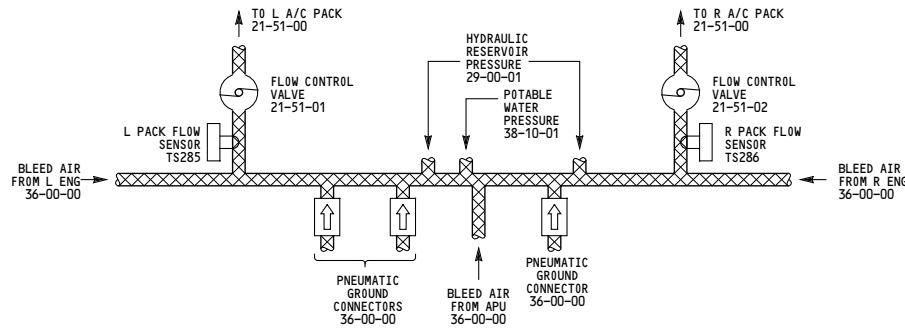 TO L A/C PACK
21-51-00
TO R A/C PACK
21-51-00
HYDRAULIC
RESERVOIR
PRESSURE
29-00-01
FLOW CONTROL
VALVE
21-51-01
POTABLE
WATER
PRESSURE
38-10-01
FLOW CONTROL
VALVE
21-51-02
L PACK FLOW
SENSOR
TS285
R PACK FLOW
SENSOR
TS286
BLEED AIR
FROM L ENG
36-00-00
BLEED AIR
FROM R ENG
36-00-00
PNEUMATIC
GROUND
CONNECTORS
36-00-00
BLEED AIR
FROM APU
36-00-00
PNEUMATIC
GROUND
CONNECTOR
36-00-00